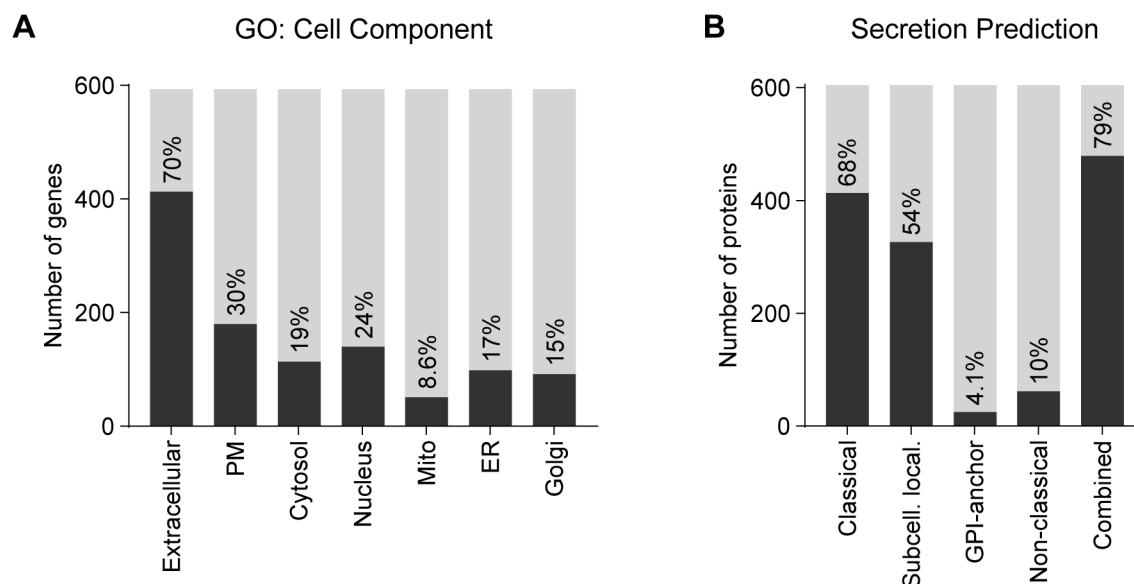 A
GO: Cell Component
Number of genes
600
400
200
0
70%
30%
19%
24%
8.6%
17%
15%
Extracellular
PM
Cytosol
Nucleus
Mito
ER
Golgi
B
Secretion Prediction
Number of proteins
600
400
200
0
68%
54%
4.1%
10%
79%
Classical
Subcell. local.
GPI-anchor
Non-classical
Combined